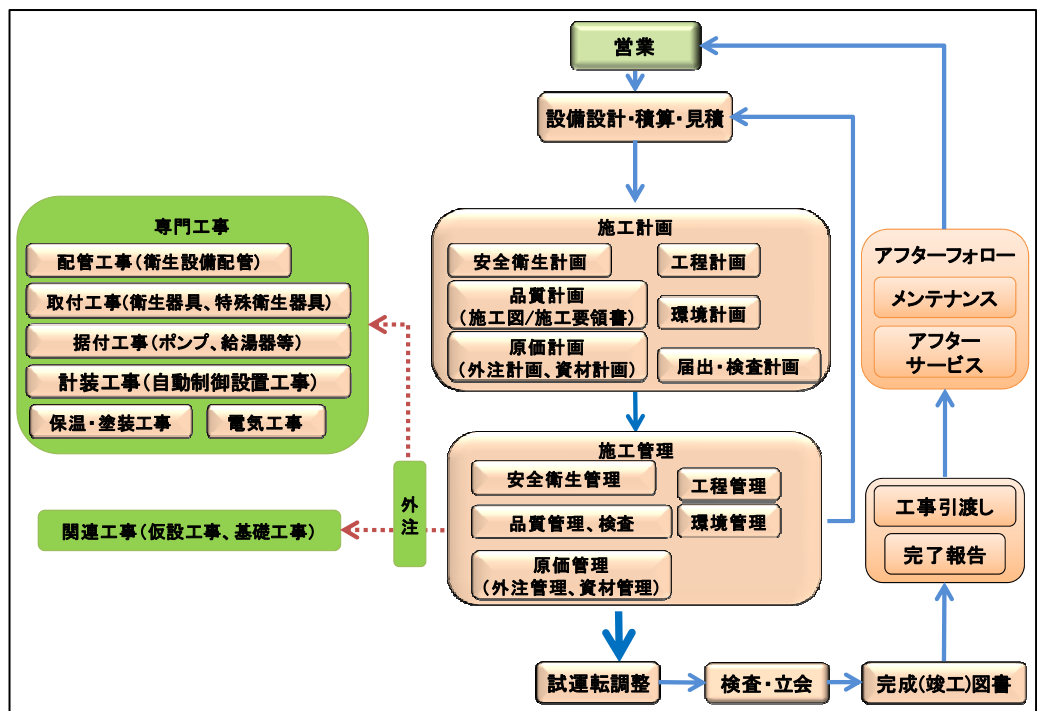 営業
設備設計・積算・見積
施工計画
安全衛生計画
工程計画
品質計画
(施工図/施工要領書)
環境計画
原価計画
(外注計画、資材計画)
届出・検査計画
専門工事
配管工事(衛生設備配管)
取付工事(衛生器具、特殊衛生器具)
据付工事(ポンプ、給湯器等)
計装工事(自動制御設置工事)
保温・塗装工事
電気工事
外注
関連工事(仮設工事、基礎工事)
施工管理
安全衛生管理
工程管理
品質管理、検査
環境管理
原価管理
(外注管理、資材管理)
アフターフォロー
メンテナンス
アフター
サービス
工事引渡し
完了報告
試運転調整
検査・立会
完成(竣工)図書